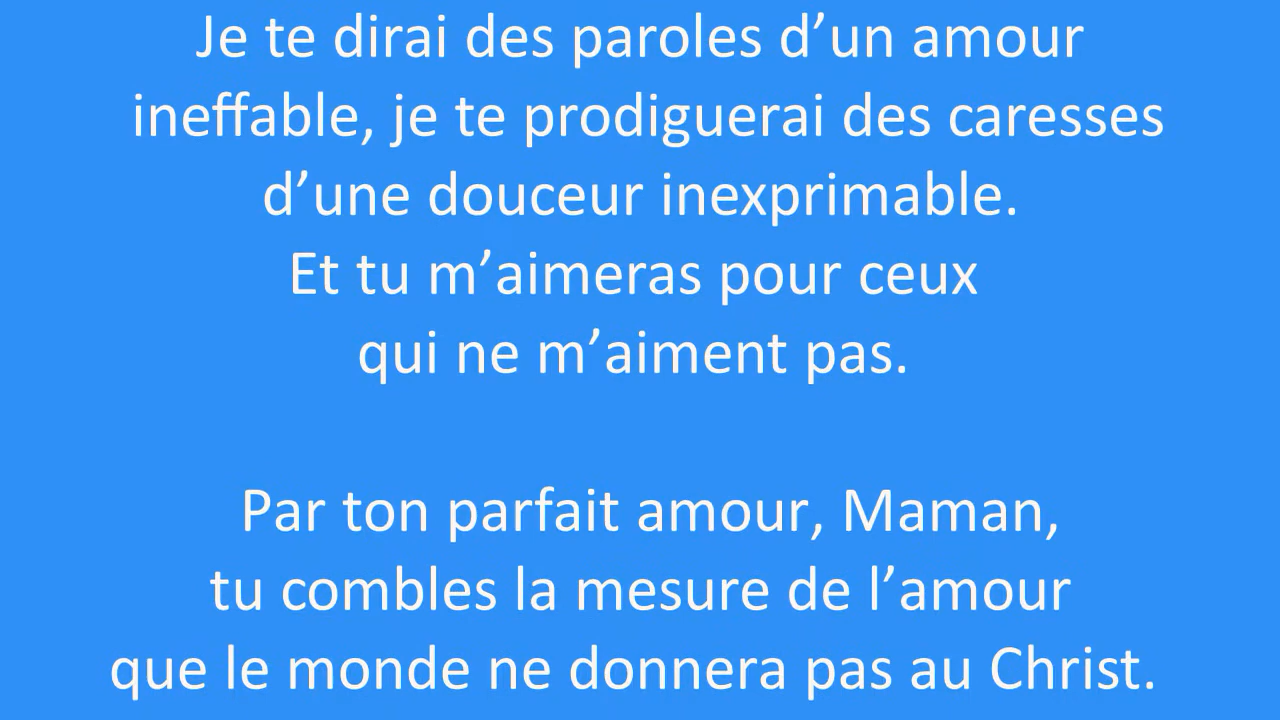 Je te dirai des paroles d’un amour
ineffable, je te prodiguerai des caresses
d’une douceur inexprimable.
Et tu m’aimeras pour ceux
qui ne m’aiment pas.
Par ton parfait amour, Maman,
tu combles la mesure de l’amour
que le monde ne donnera pas au Christ.